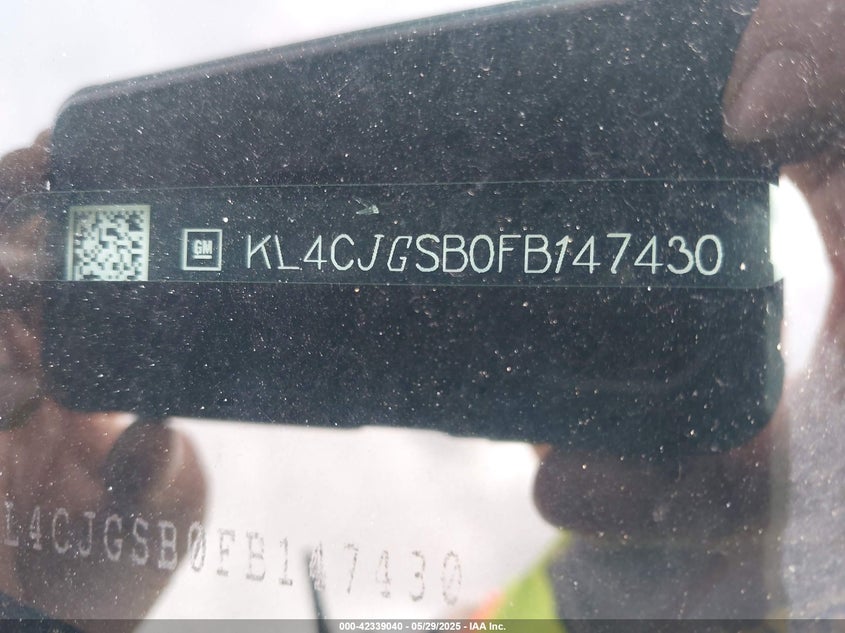 GM KL4CJGSB0FB147430
L4CJGSB0FB147430
000-42339040 - 05/29/2025 - IAA Inc.